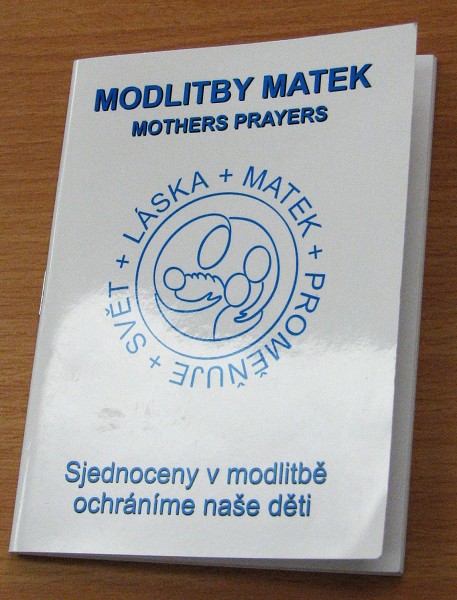 MODLITBY MATEK
MOTHERS PRAYERS
LÁSKA + MATEK + PROMĚŇUJE + SVĚT +
Sjednoceny v modlitbě
ochráníme naše děti